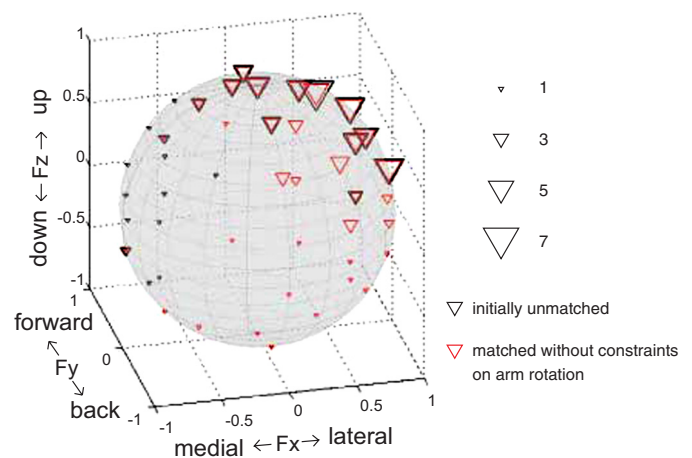 1
0.5
0
-0.5
-1
down ← Fz → up
1
0
-1
forward
← Fy →
back
-1
-0.5
0
0.5
1
medial ← Fx → lateral
1
3
5
7
initially unmatched
matched without constraints
on arm rotation